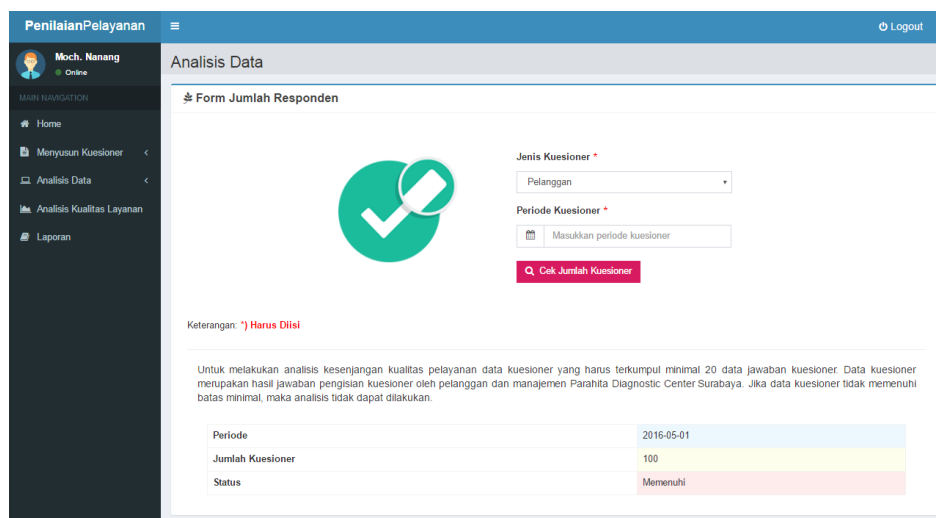 PenilaianPelayanan
Logout
Moch. Nanang
Online
Analisis Data
MAIN NAVIGATION
Home
Menyusun Kuesioner
Analisis Data
Analisis Kualitas Layanan
Laporan
Form Jumlah Responden
Jenis Kuesioner *
Pelanggan
Periode Kuesioner *
Masukkan periode kuesioner
Cek Jumlah Kuesioner
Keterangan: *) Harus Diisi
Untuk melakukan analisis kesenjangan kualitas pelayanan data kuesioner yang harus terkumpul minimal 20 data jawaban kuesioner. Data kuesioner
merupakan hasil jawaban pengisian kuesioner oleh pelanggan dan manajemen Parahita Diagnostic Center Surabaya. Jika data kuesioner tidak memenuhi
batas minimal, maka analisis tidak dapat dilakukan.
Periode 2016-05-01
Jumlah Kuesioner 100
Status Memenuhi